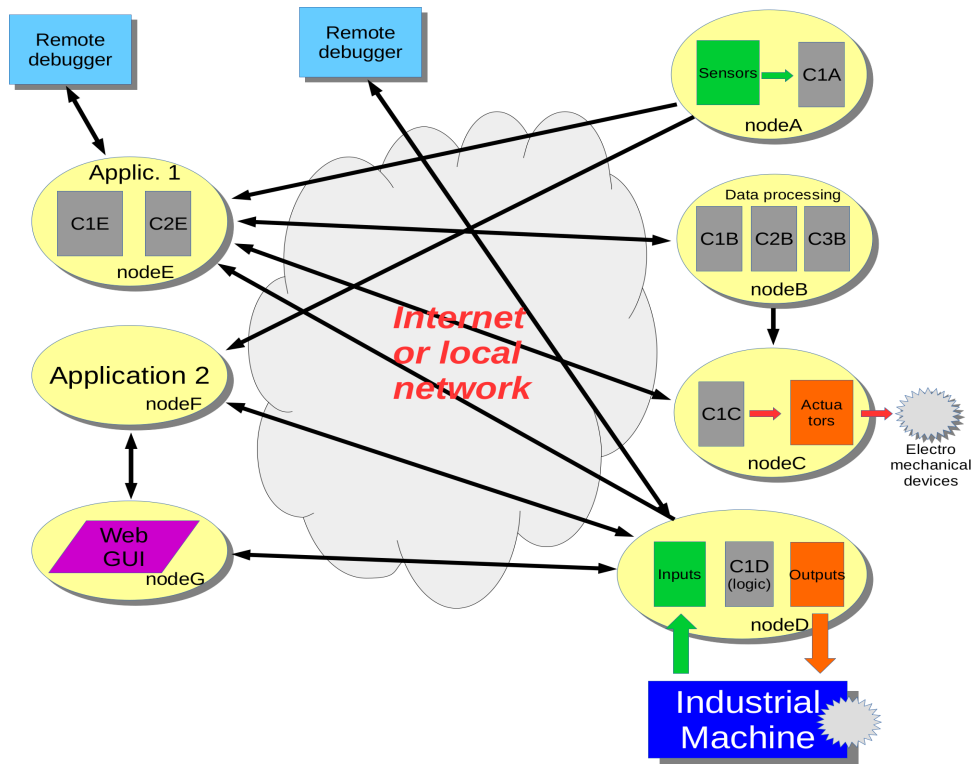 Remote
debugger
Remote
debugger
Sensors
C1A
nodeA
Applic. 1
C1E
C2E
nodeE
Data processing
C1B
C2B
C3B
nodeB
Internet
or local
network
Application 2
nodeF
C1C
Actua
tors
nodeC
Electro
mechanical
devices
Web
GUI
nodeG
Inputs
C1D
(logic)
Outputs
nodeD
Industrial
Machine